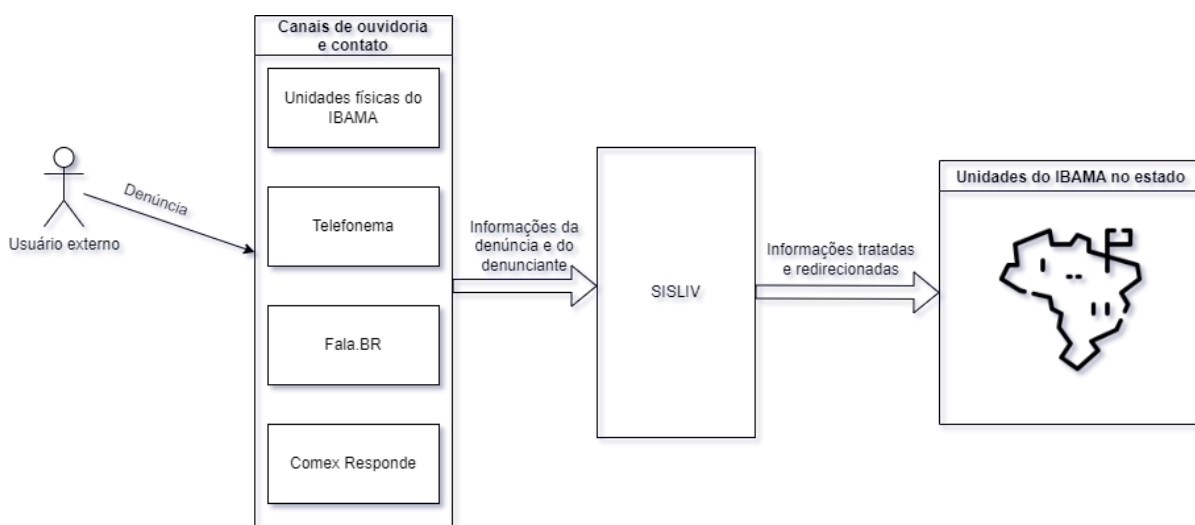 Canais de ouvidoria
e contato
Unidades físicas do
IBAMA
Telefonema
Fala.BR
Comex Responde
Usuário externo
Denúncia
Informações da
denúncia e do
denunciante
SISLIV
Informações tratadas
e redirecionadas
Unidades do IBAMA no estado